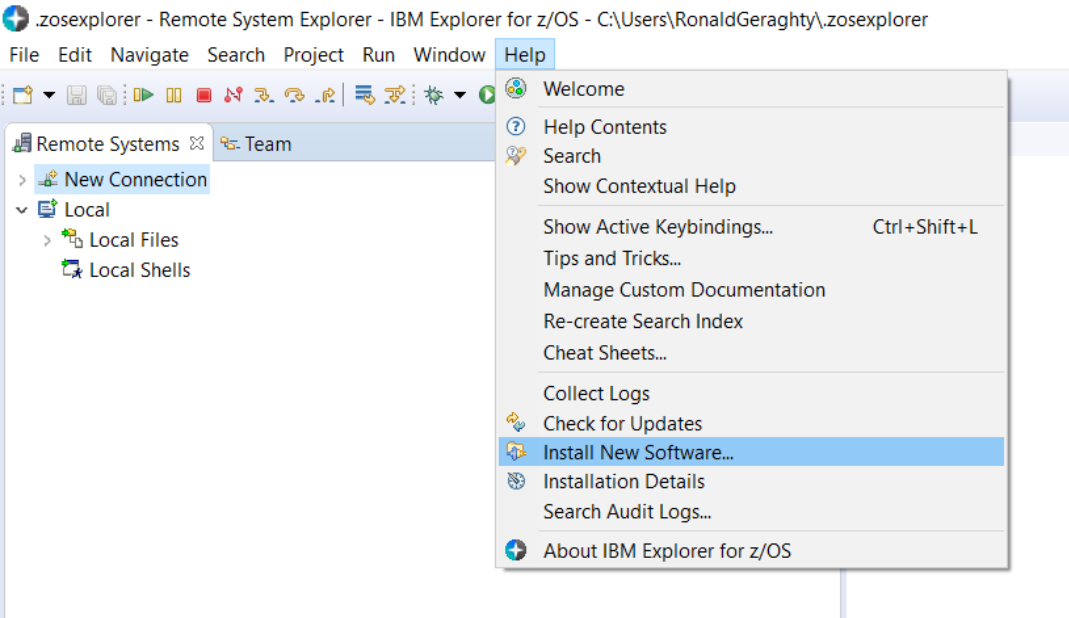 .zosexplorer - Remote System Explorer - IBM Explorer for z/OS - C:\Users\RonaldGeraghty\.zosexplorer
File Edit Navigate Search Project Run Window Help
Remote Systems Team
New Connection
Local
Local Files
Local Shells
Welcome
Help Contents
Search
Show Contextual Help
Show Active Keybindings... Ctrl+Shift+L
Tips and Tricks...
Manage Custom Documentation
Re-create Search Index
Cheat Sheets...
Collect Logs
Check for Updates
Install New Software...
Installation Details
Search Audit Logs...
About IBM Explorer for z/OS